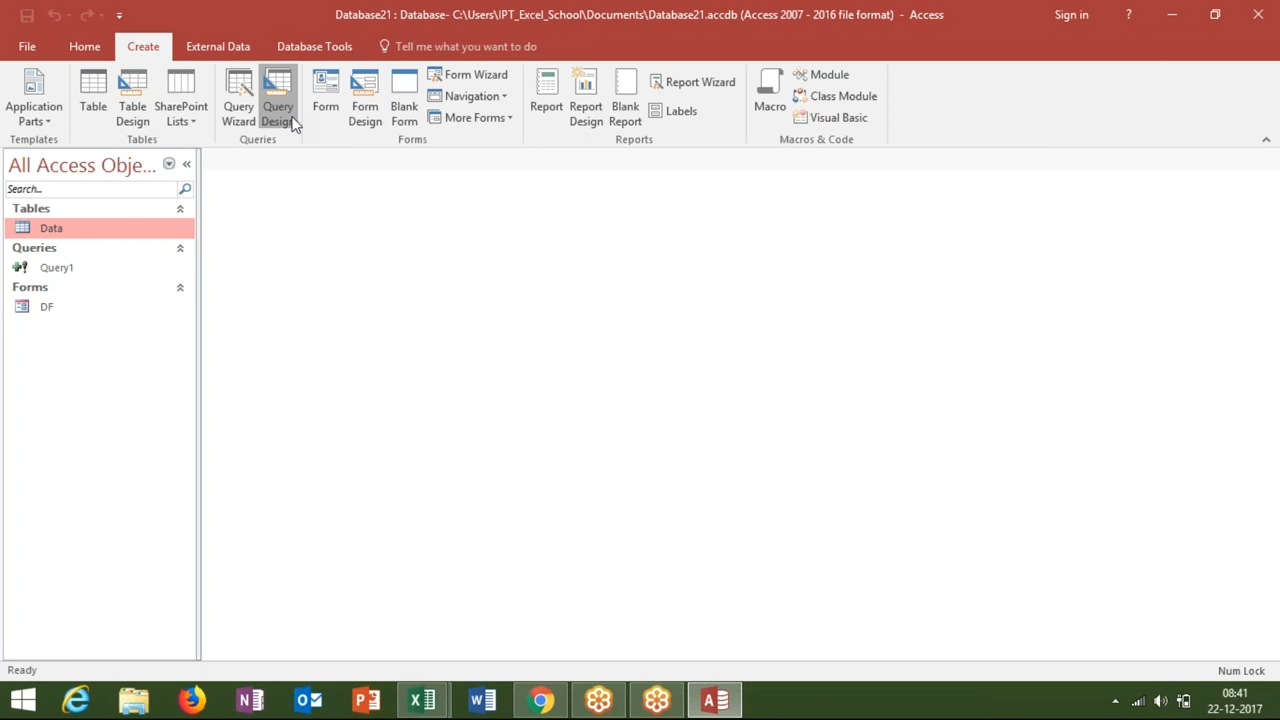 Database21 : Database- C:\Users\IPT_Excel_School\Documents\Database21.accdb (Access 2007 - 2016 file format) - Access
Sign in
?
File Home Create External Data Database Tools Tell me what you want to do
Application Parts
Table
Table Design
SharePoint Lists
Query Wizard
Query Design
Form
Form Design
Blank Form
Form Wizard
Navigation
More Forms
Report
Report Design
Blank Report
Report Wizard
Labels
Macro
Module
Class Module
Visual Basic
Templates Tables Queries Forms Reports Macros & Code
All Access Obje...
Search...
Tables
Data
Queries
Query1
Forms
DF
Ready
Num Lock
08:41
22-12-2017